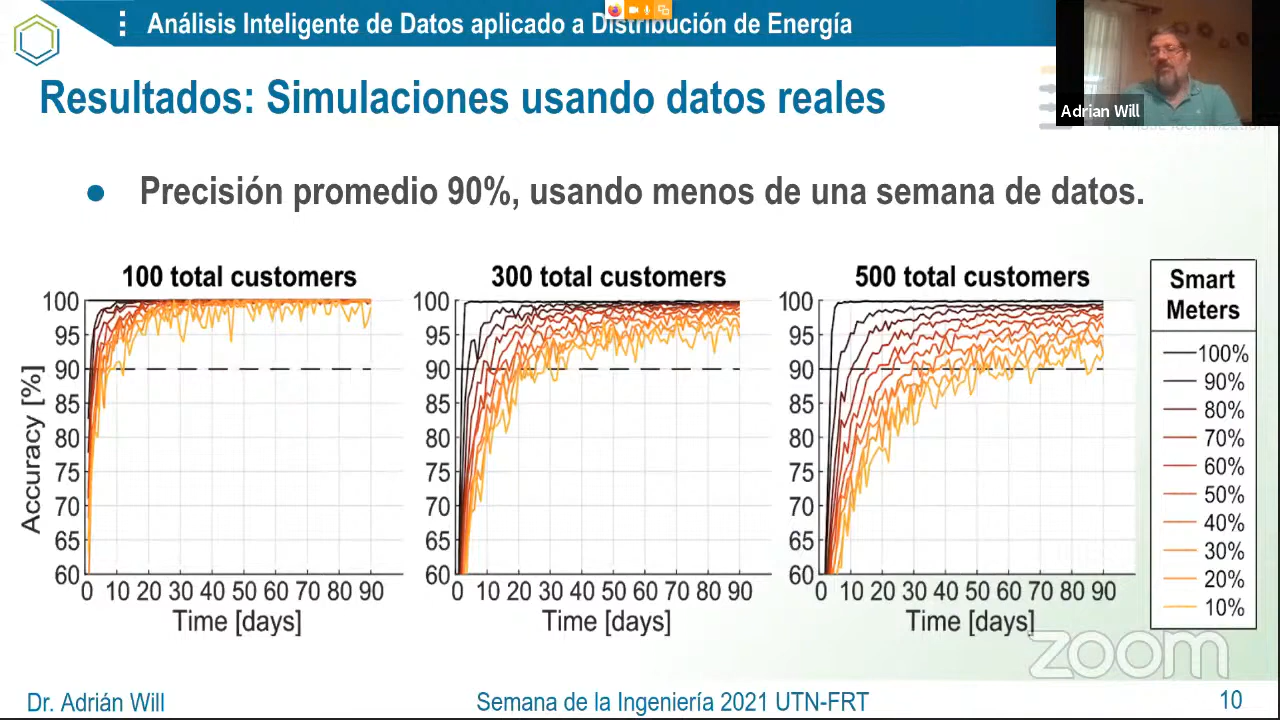 Análisis Inteligente de Datos aplicado a Distribución de Energía
Adrian Will
Resultados: Simulaciones usando datos reales
● Precisión promedio 90%, usando menos de una semana de datos.
100 total customers
300 total customers
500 total customers
Accuracy [%]
100
95
90
85
80
75
70
65
60
0 10 20 30 40 50 60 70 80 90
Time [days]
100
95
90
85
80
75
70
65
60
0 10 20 30 40 50 60 70 80 90
Time [days]
100
95
90
85
80
75
70
65
60
0 10 20 30 40 50 60 70 80 90
Time [days]
Smart
Meters
100%
90%
80%
70%
60%
50%
40%
30%
20%
10%
zoom
Dr. Adrián Will
Semana de la Ingeniería 2021 UTN-FRT
10